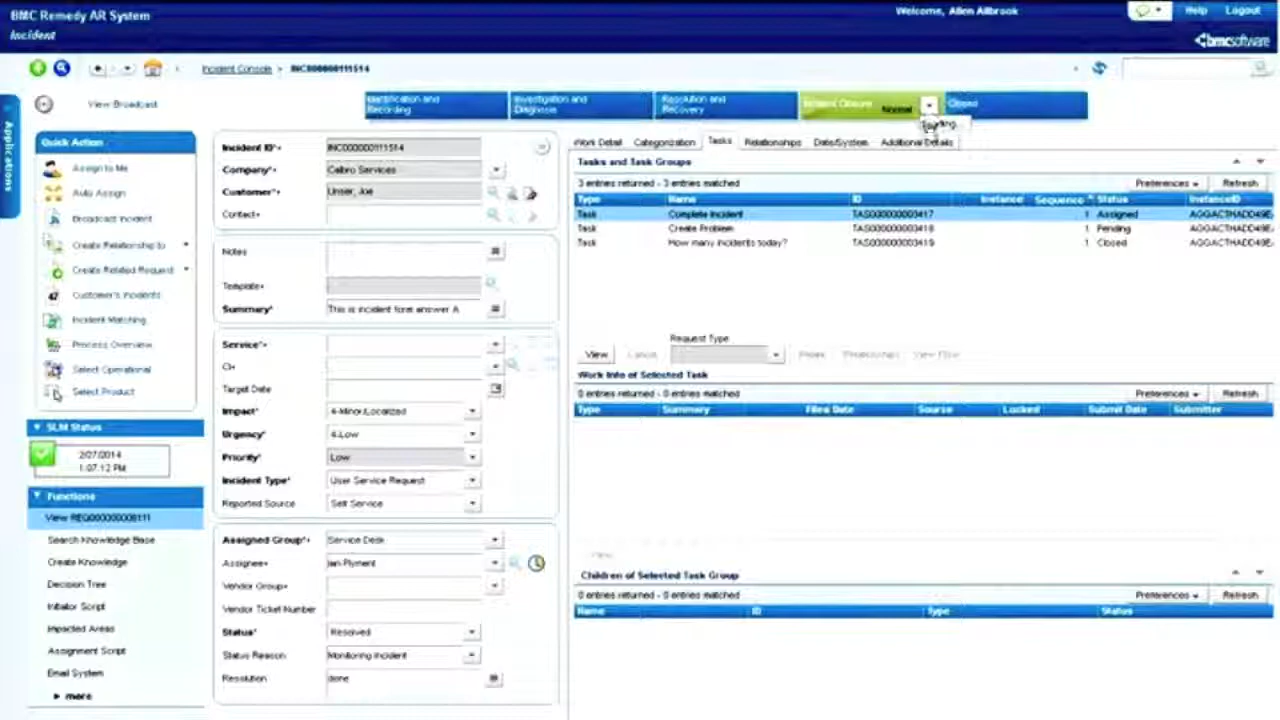 BMC Remedy AR System
Incident
Welcome, Allen Allbrook
Help
Logout
bmcsoftware
Incident Console > INC000000111514
Applications
View Broadcast
Identification and
Recording
Investigation and
Diagnosis
Resolution and
Recovery
Incident Closure
Normal
Closed
Quick Action
Assign to Me
Auto Assign
Broadcast Incident
Create Relationship to
Create Related Request
Customer's Incidents
Incident Matching
Process Overview
Select Operational
Select Product
SLM Status
2/27/2014
1:07:12 PM
Functions
Search Knowledge Base
Create Knowledge
Decision Tree
Initiator Script
Impacted Areas
Assignment Script
Email System
more
Incident ID*+ INC000000111514
Company*+ Calbro Services
Customer*+ Unser, Joe
Contact+
Notes
Template+
Summary* This is incident foral answer A
Service*+
CI+
Target Date
Impact* 4-Minor/Localized
Urgency* 4-Low
Priority* Low
Incident Type* User Service Request
Reported Source Self Service
Assigned Group*+ Service Desk
Assignee+ Ian Plyment
Vendor Group+
Vendor Ticket Number
Status* Resolved
Status Reason Monitoring Incident
Resolution done
Work Detail Categorization Tasks Relationships Date/System Additional Details
Tasks and Task Groups
3 entries returned - 3 entries matched
Preferences Refresh
Type Name ID Instance Sequence Status InstanceID
Task Complete Incident TAS000000003417 1 Assigned
Task Create Problem TAS000000003418 1 Pending
Task How many incidents today? TAS000000003419 1 Closed
Request Type
View Cancel Relationships
Work Info of Selected Task
0 entries returned - 0 entries matched
Preferences Refresh
Type Summary Files Date Source Locked Submit Date Submitter
View
Children of Selected Task Group
0 entries returned - 0 entries matched
Preferences Refresh
Name ID Type Status